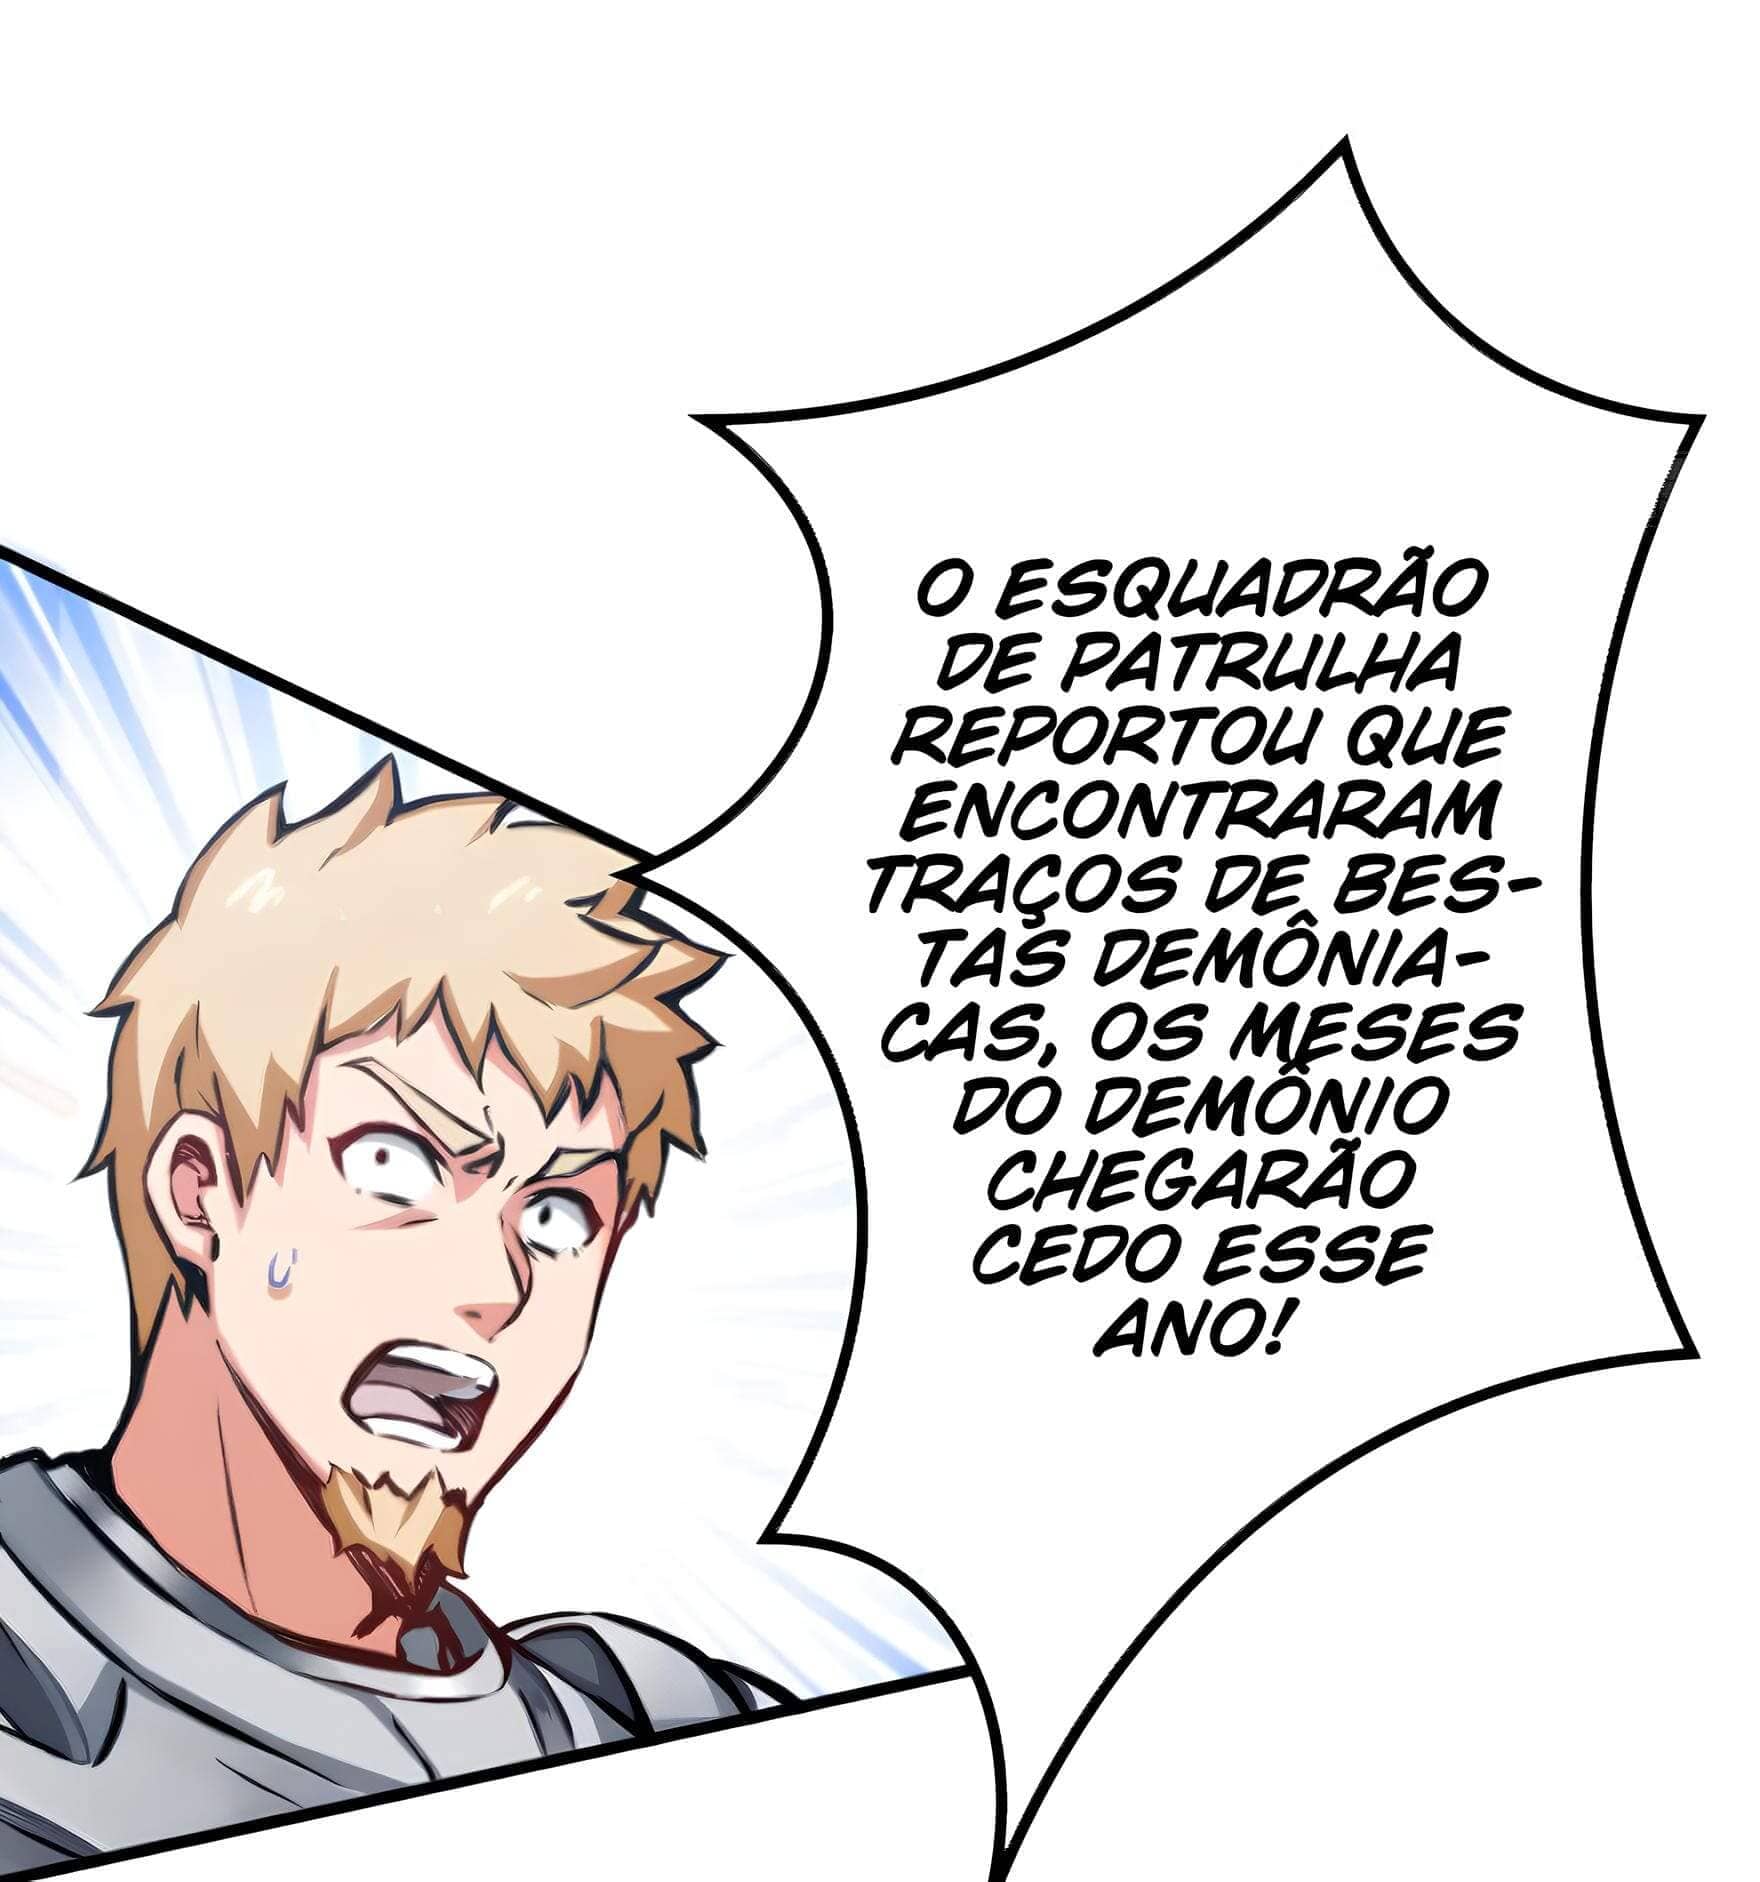 O ESQUADRÃO
DE PATRULHA
REPORTOU QUE
ENCONTRARAM
TRAÇOS DE BES-
TAS DEMÔNIA-
CAS, OS MESES
DO DEMÔNIO
CHEGARÃO
CEDO ESSE
ANO!